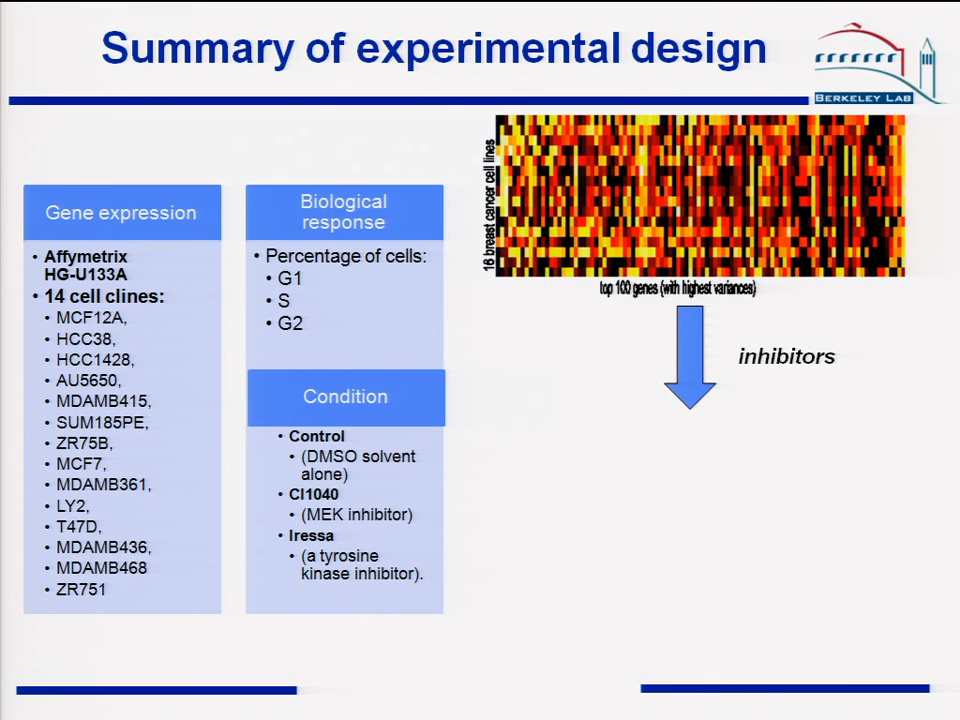 Summary of experimental design
BERKELEY LAB
Gene expression
• Affymetrix
HG-U133A
• 14 cell clines:
• MCF12A,
• HCC38,
• HCC1428,
• AU5650,
• MDAMB415,
• SUM185PE,
• ZR75B,
• MCF7,
• MDAMB361,
• LY2,
• T47D,
• MDAMB436,
• MDAMB468
• ZR751
Biological
response
• Percentage of cells:
• G1
• S
• G2
Condition
• Control
• (DMSO solvent
alone)
• CI1040
• (MEK inhibitor)
• Iressa
• (a tyrosine
kinase inhibitor).
16 breast cancer cell lines
top 100 genes (with highest variances)
inhibitors